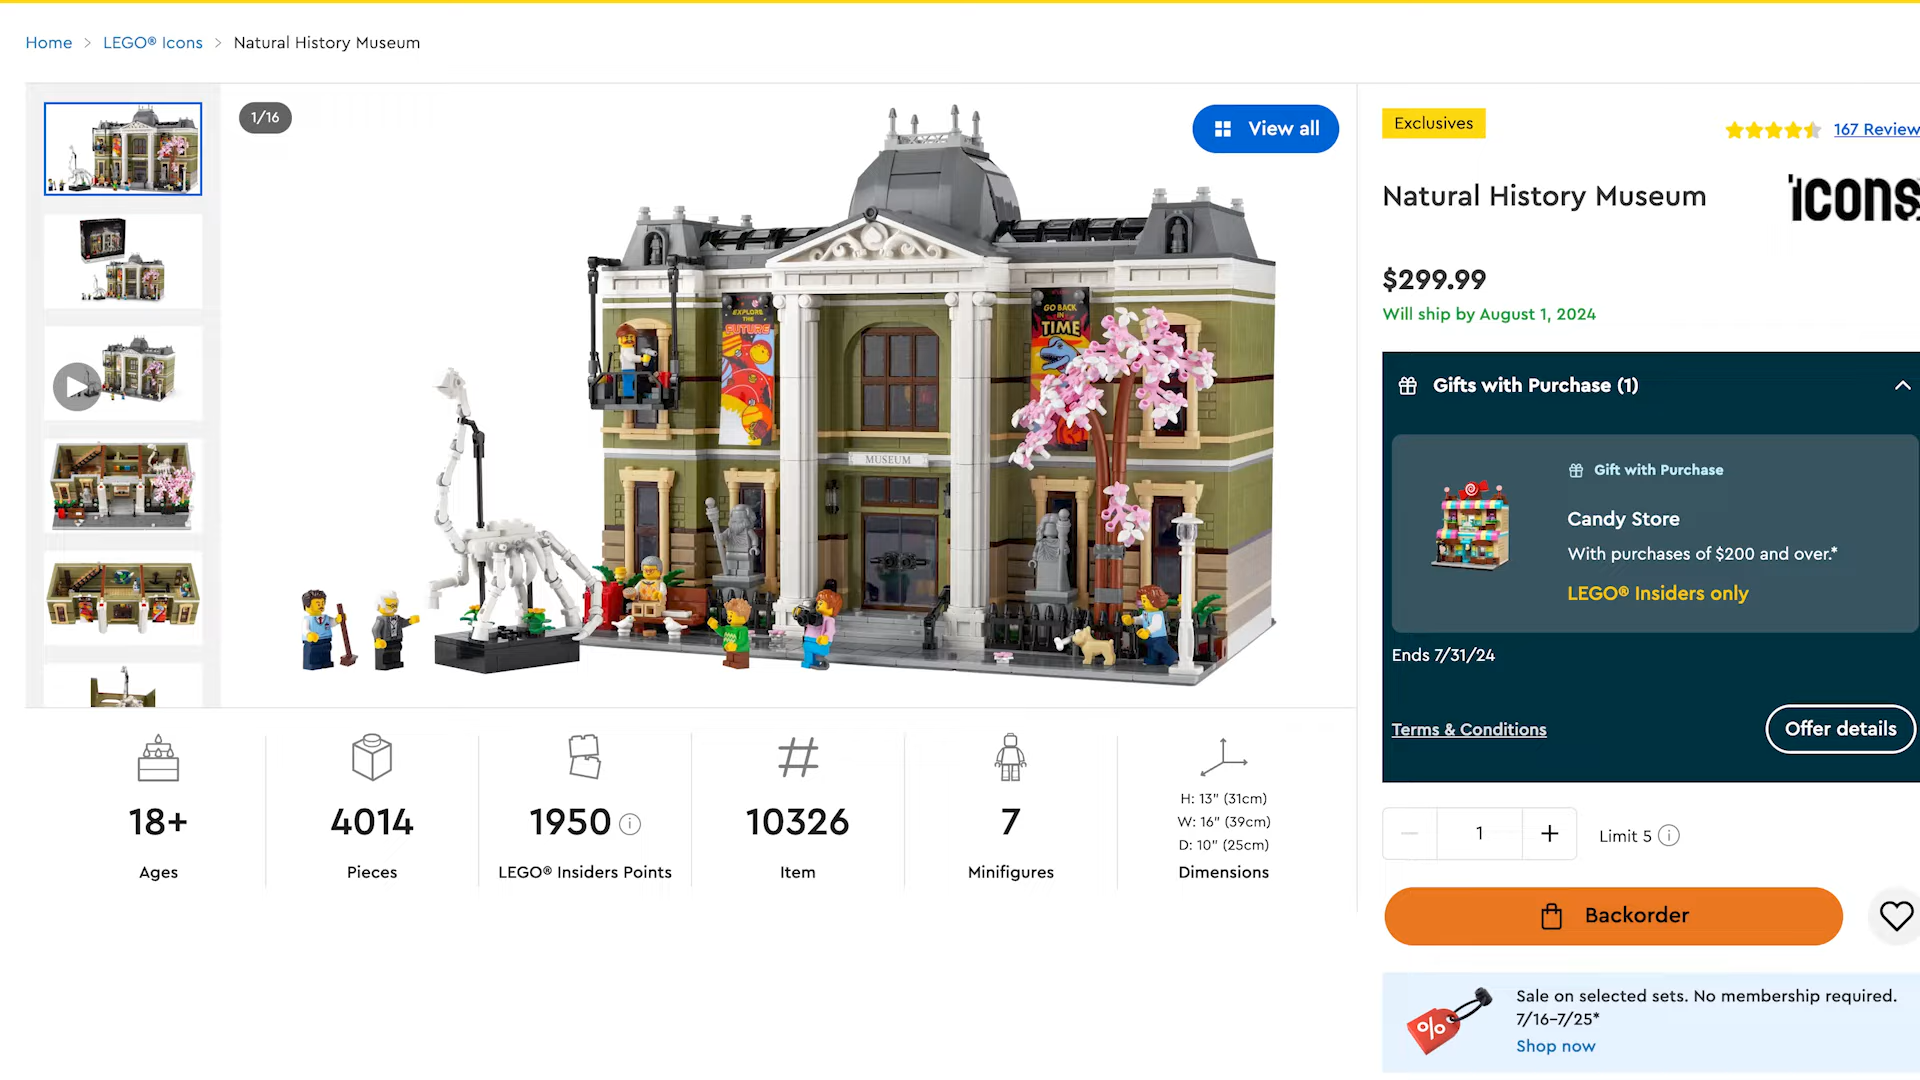 Home > LEGO® Icons > Natural History Museum
1/16
View all
EXPLORE
THE
FUTURE
GO BACK
IN
TIME
MUSEUM
18+
Ages
4014
Pieces
1950
LEGO® Insiders Points
10326
Item
7
Minifigures
H: 13" (31cm)
W: 16" (39cm)
D: 10" (25cm)
Dimensions
Exclusives
167 Review
Natural History Museum
ICONS
$299.99
Will ship by August 1, 2024
Gifts with Purchase (1)
Gift with Purchase
Candy Store
With purchases of $200 and over.*
LEGO® Insiders only
Ends 7/31/24
Terms & Conditions
Offer details
1
Limit 5
Backorder
%
Sale on selected sets. No membership required.
7/16-7/25*
Shop now